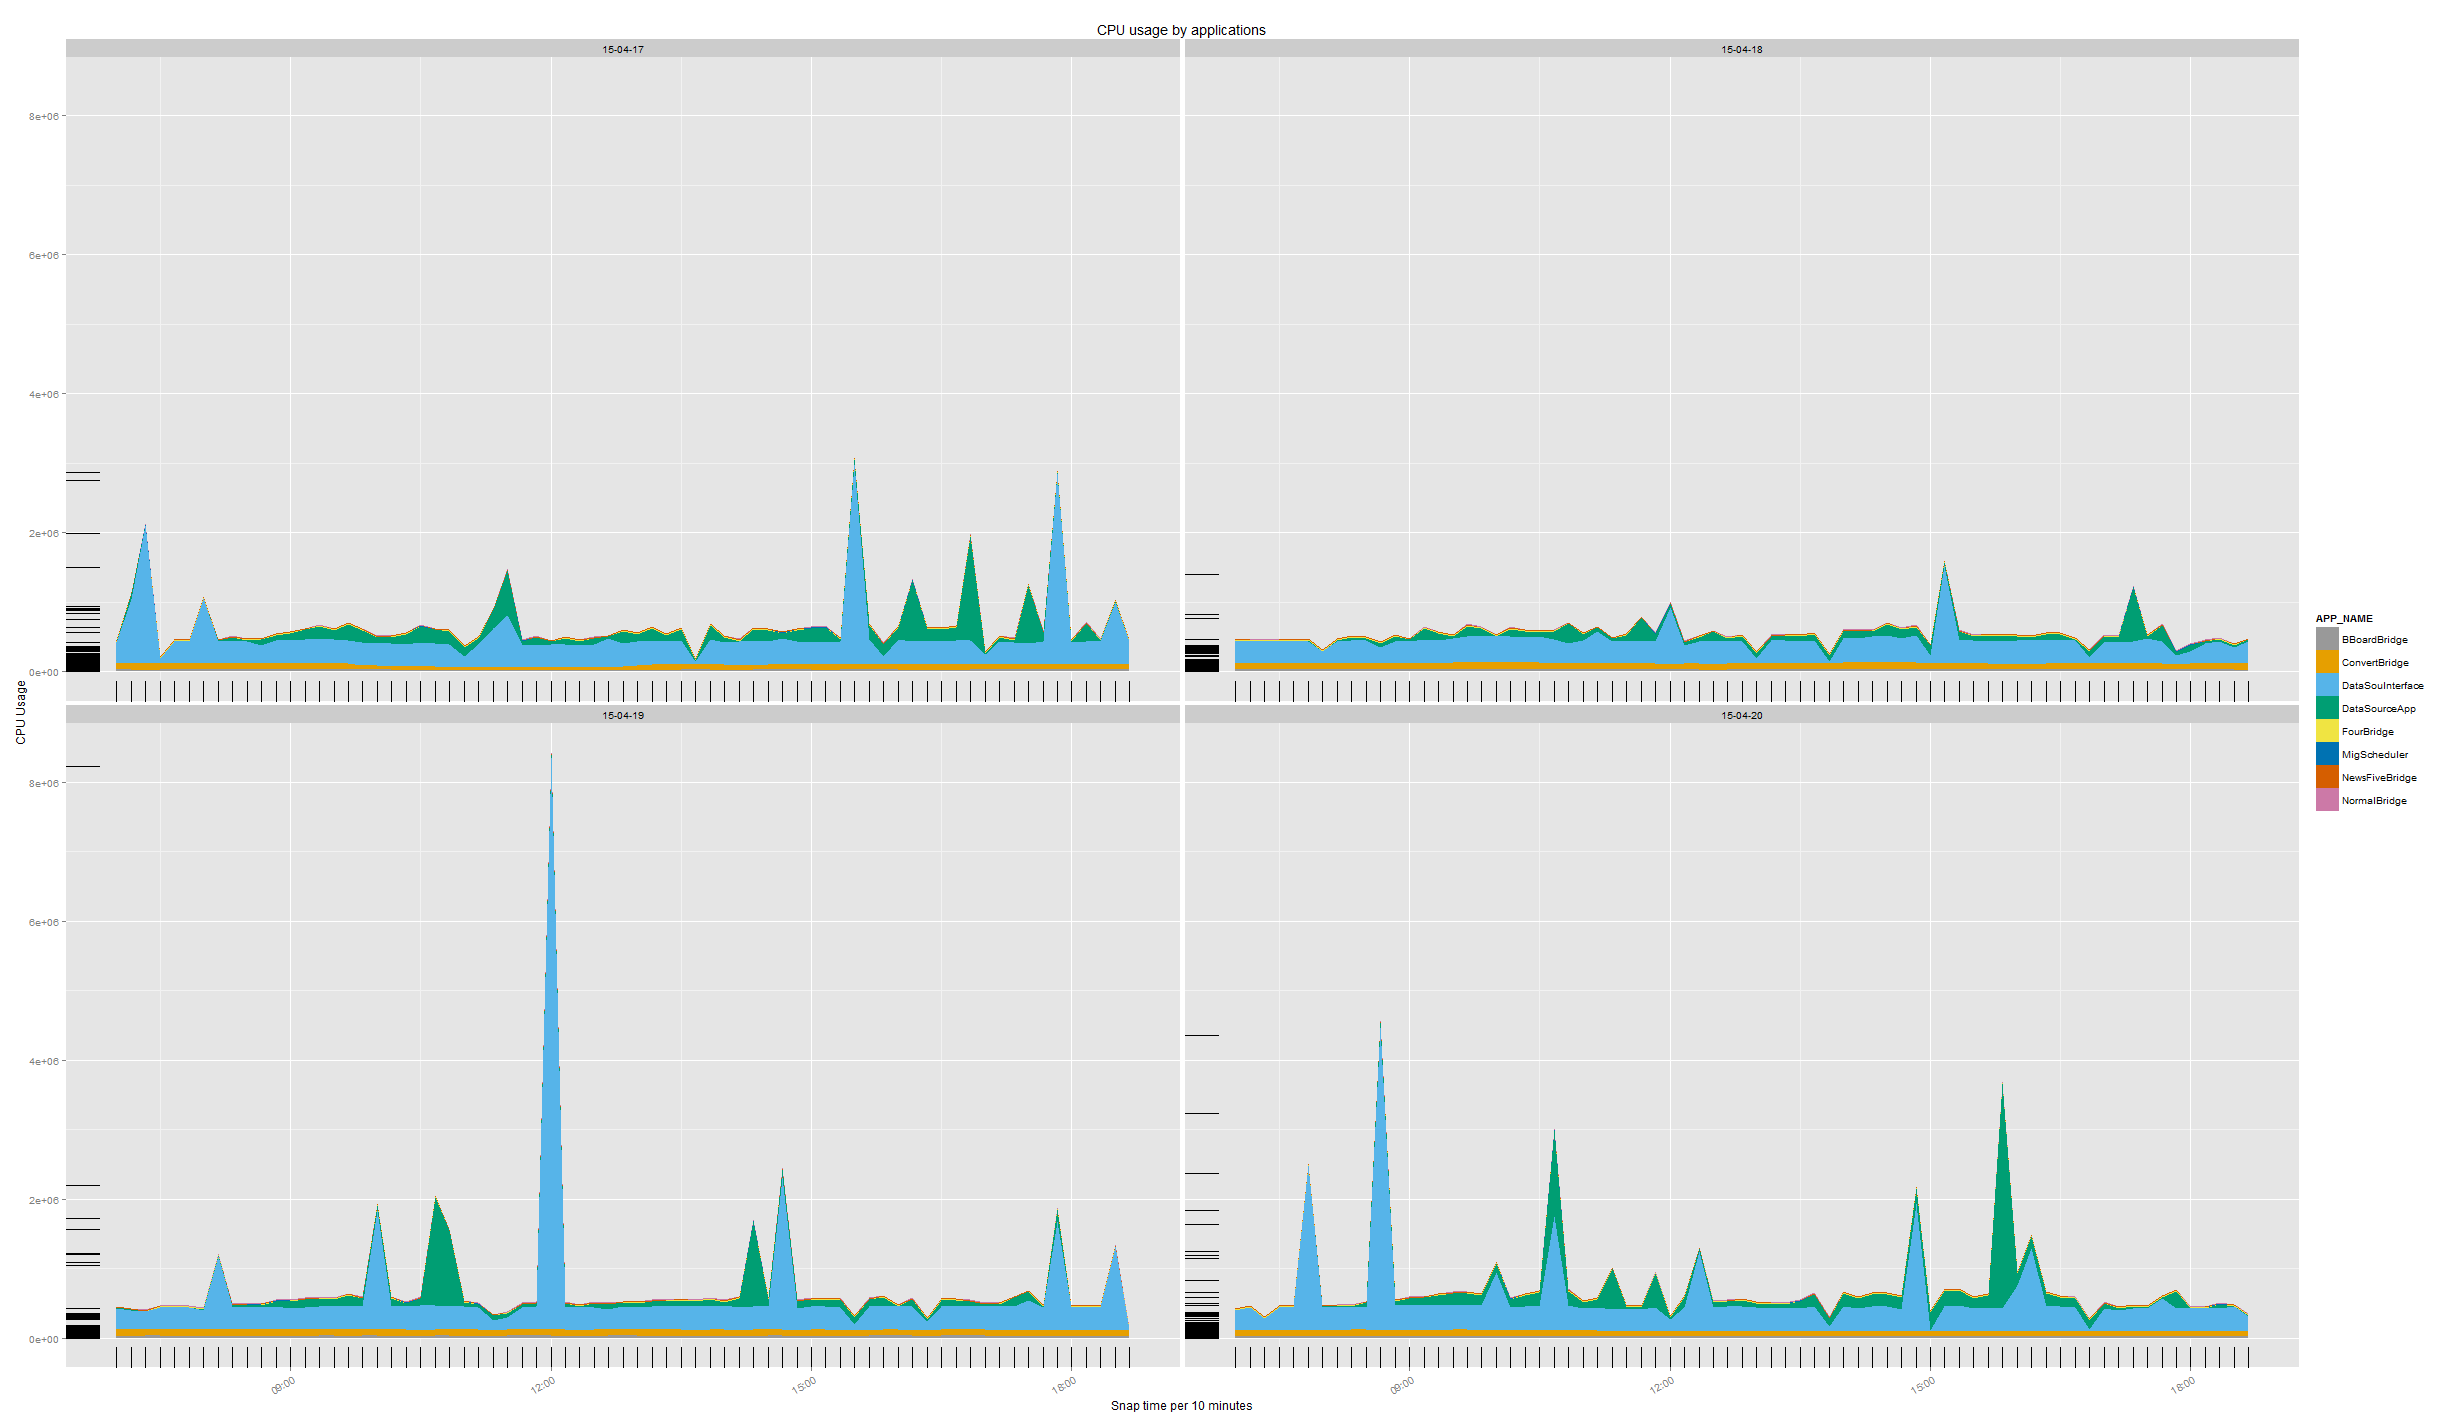 CPU usage by applications
15-04-17
15-04-18
8e+06
6e+06
4e+06
2e+06
0e+00
15-04-19
15-04-20
8e+06
6e+06
4e+06
2e+06
0e+00
CPU Usage
09:00
12:00
15:00
18:00
09:00
12:00
15:00
18:00
Snap time per 10 minutes
APP_NAME
BBoardBridge
ConvertBridge
DataSouInterface
DataSourceApp
FourBridge
MigScheduler
NewsFiveBridge
NormalBridge